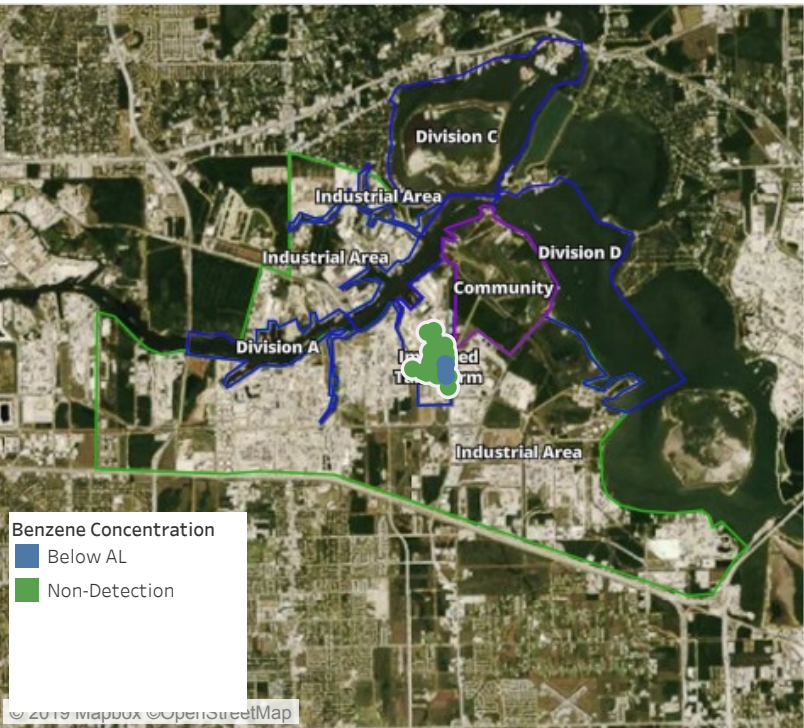 Division C
Industrial Area
Division D
Industrial Area
Community
Division A
Industrial Area
Benzene Concentration
Below AL
Non-Detection
© 2019 Mapbox ©OpenStreetMap